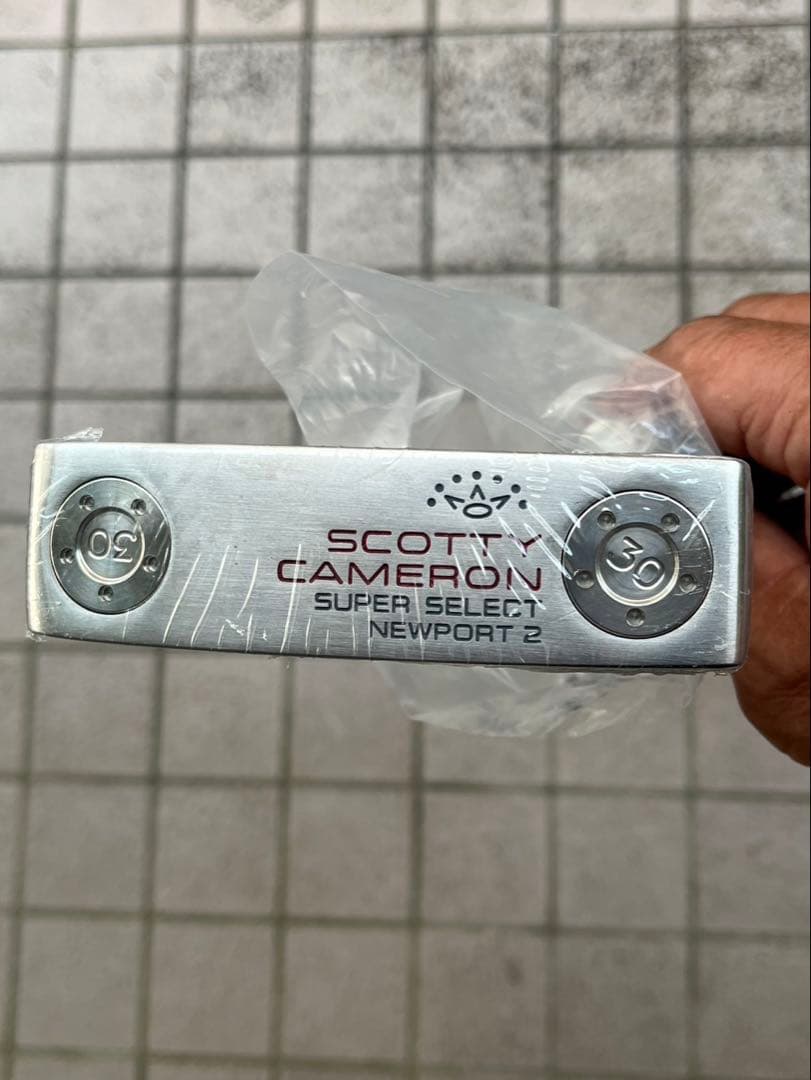 SCOTTY
CAMERON
SUPER SELECT
NEWPORT 2
30
30